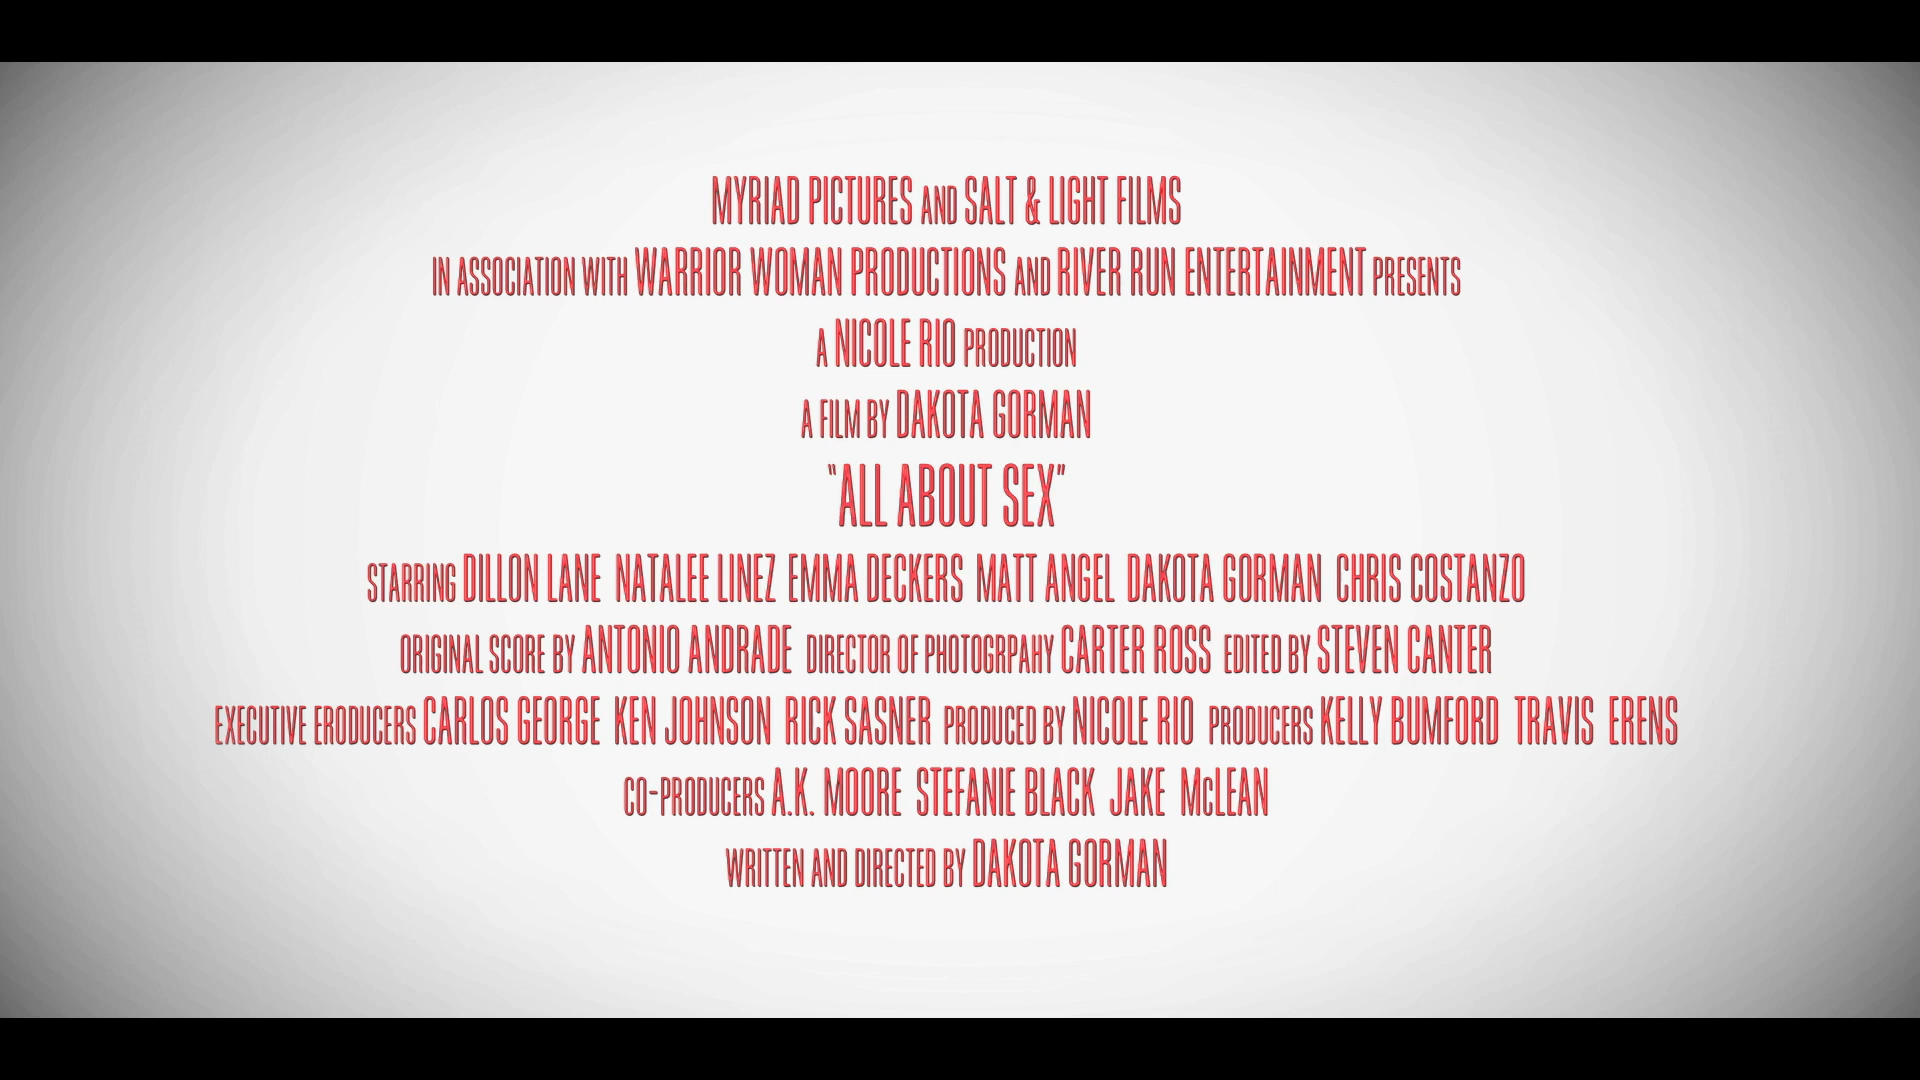 MYRIAD PICTURES AND SALT & LIGHT FILMS
IN ASSOCIATION WITH WARRIOR WOMAN PRODUCTIONS AND RIVER RUN ENTERTAINMENT PRESENTS
A NICOLE RIO PRODUCTION
A FILM BY DAKOTA GORMAN
"ALL ABOUT SEX"
STARRING DILLON LANE NATALEE LINEZ EMMA DECKERS MATT ANGEL DAKOTA GORMAN CHRIS COSTANZO
ORIGINAL SCORE BY ANTONIO ANDRADE DIRECTOR OF PHOTOGRPAHY CARTER ROSS EDITED BY STEVEN CANTER
EXECUTIVE ERODUCERS CARLOS GEORGE KEN JOHNSON RICK SASNER PRODUCED BY NICOLE RIO PRODUCERS KELLY BUMFORD TRAVIS ERENS
CO-PRODUCERS A.K. MOORE STEFANIE BLACK JAKE McLEAN
WRITTEN AND DIRECTED BY DAKOTA GORMAN